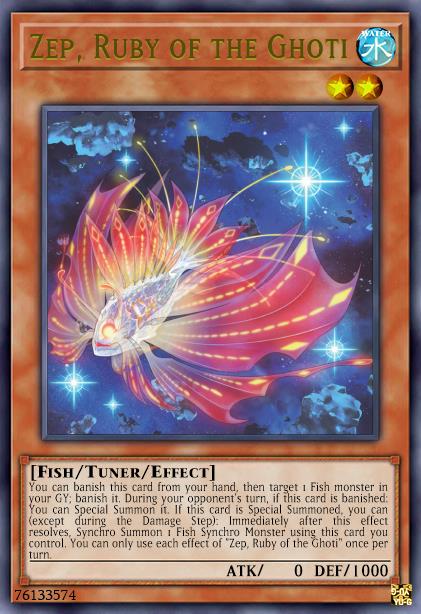 Zep, Ruby of the Ghoti
WATER
水
[Fish/Tuner/Effect]
You can banish this card from your hand, then target 1 Fish monster in
your GY; banish it. During your opponent's turn, if this card is banished:
You can Special Summon it. If this card is Special Summoned, you can
(except during the Damage Step): Immediately after this effect
resolves, Synchro Summon 1 Fish Synchro Monster using this card you
control. You can only use each effect of "Zep, Ruby of the Ghoti" once per
turn.
ATK/ 0 DEF/1000
76133574